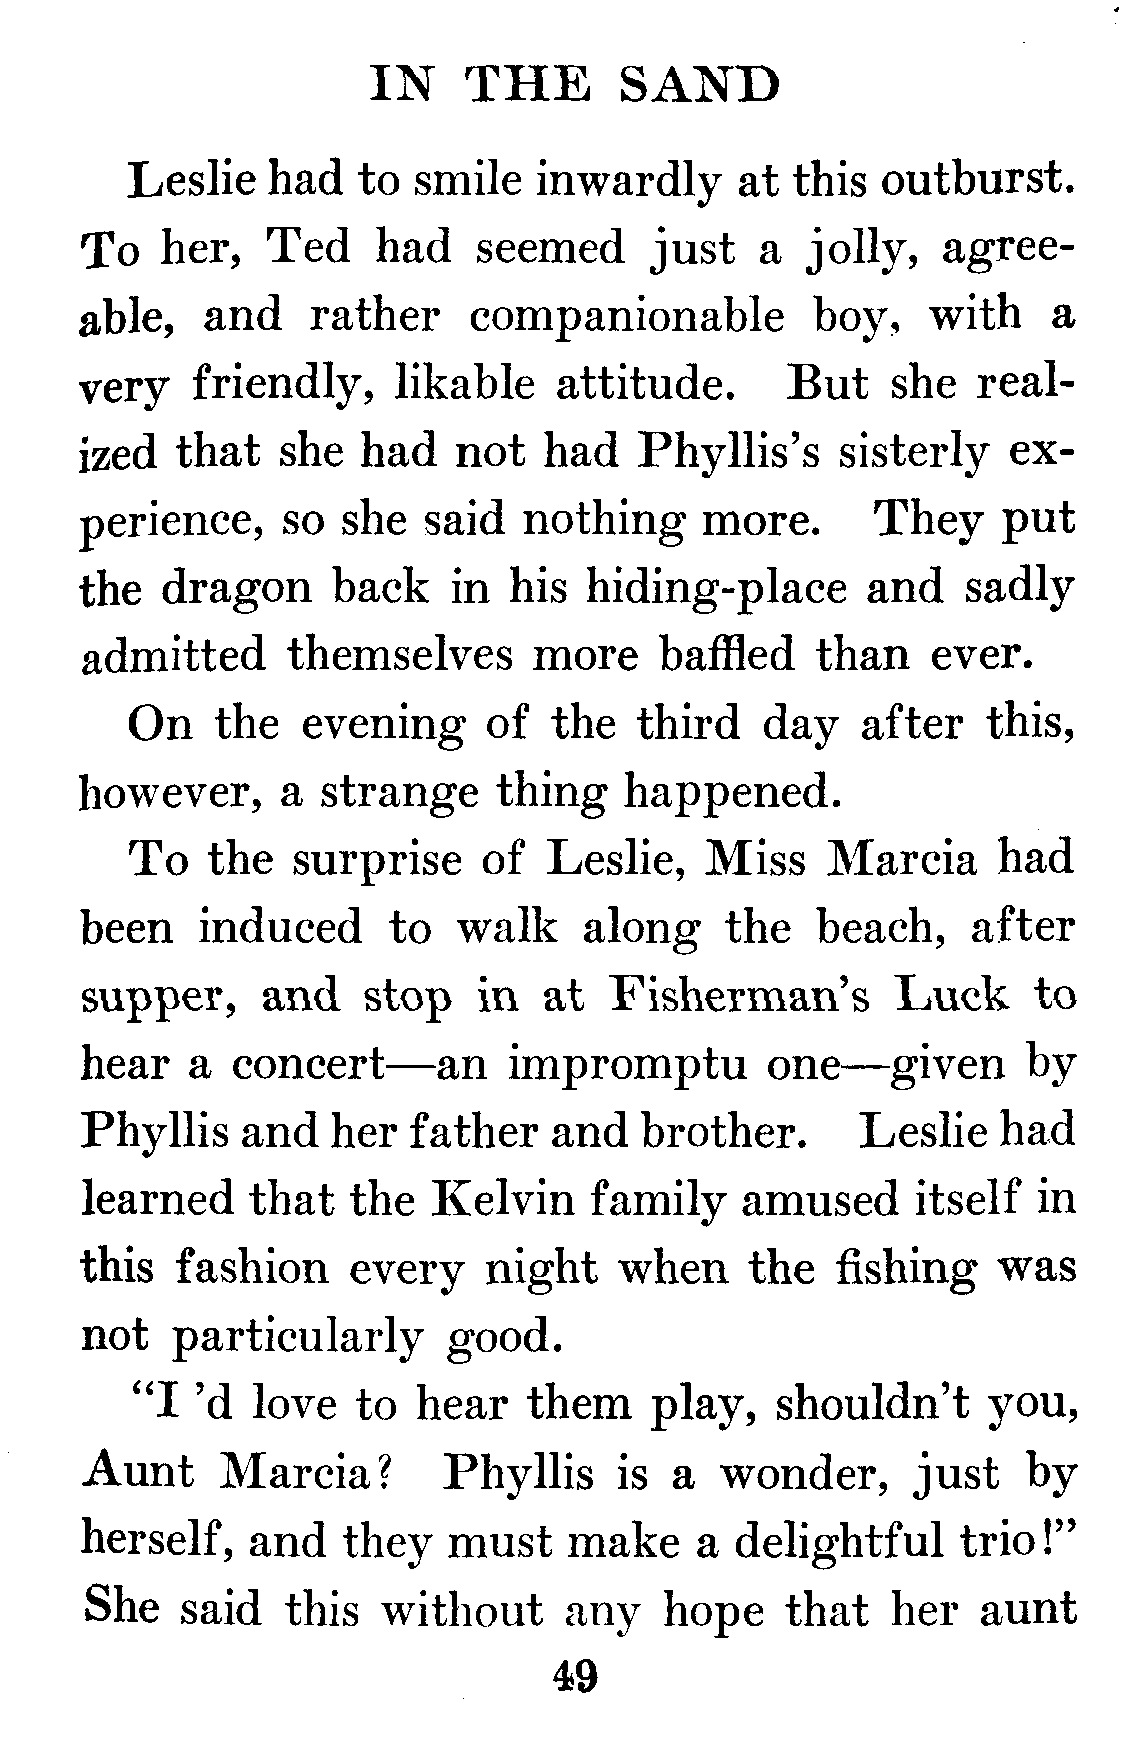 IN THE SAND
Leslie had to smile inwardly at this outburst.
To her, Ted had seemed just a jolly, agree-
able, and rather companionable boy, with a
very friendly, likable attitude. But she real-
ized that she had not had Phyllis's sisterly ex-
perience, so she said nothing more. They put
the dragon back in his hiding-place and sadly
admitted themselves more baffled than ever.
On the evening of the third day after this,
however, a strange thing happened.
To the surprise of Leslie, Miss Marcia had
been induced to walk along the beach, after
supper, and stop in at Fisherman's Luck to
hear a concert—an impromptu one—given by
Phyllis and her father and brother. Leslie had
learned that the Kelvin family amused itself in
this fashion every night when the fishing was
not particularly good.
"I 'd love to hear them play, shouldn't you,
Aunt Marcia? Phyllis is a wonder, just by
herself, and they must make a delightful trio!"
She said this without any hope that her aunt
49